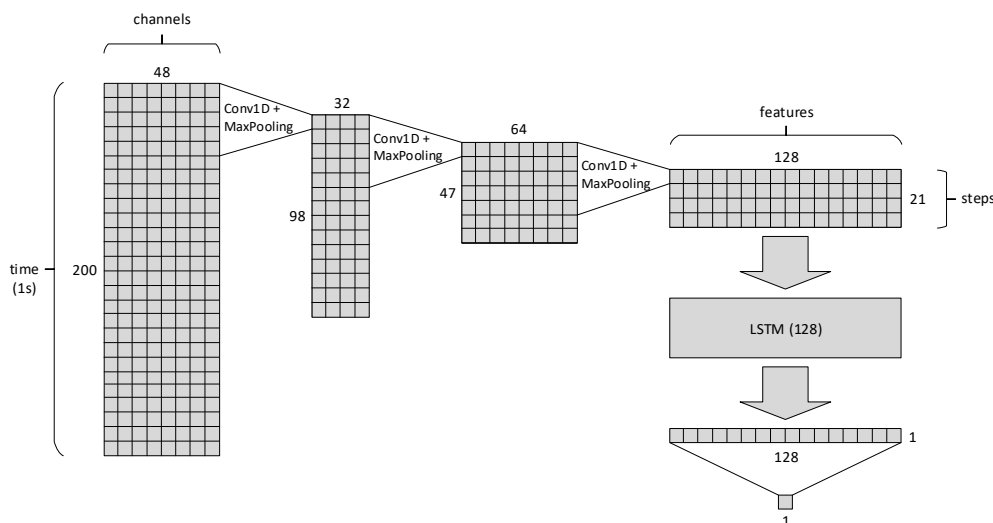 channels
48
time
(1s)
200
Conv1D +
MaxPooling
32
98
Conv1D +
MaxPooling
64
47
Conv1D +
MaxPooling
features
128
21
steps
LSTM (128)
1
128
1